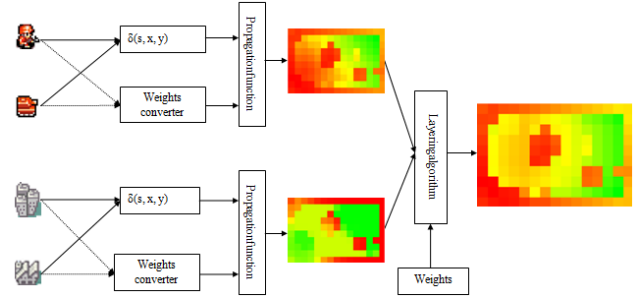 δ(s, x, y)
Weights
converter
Propagationfunction
Layeringalgorithm
δ(s, x, y)
Weights
converter
Propagationfunction
Weights